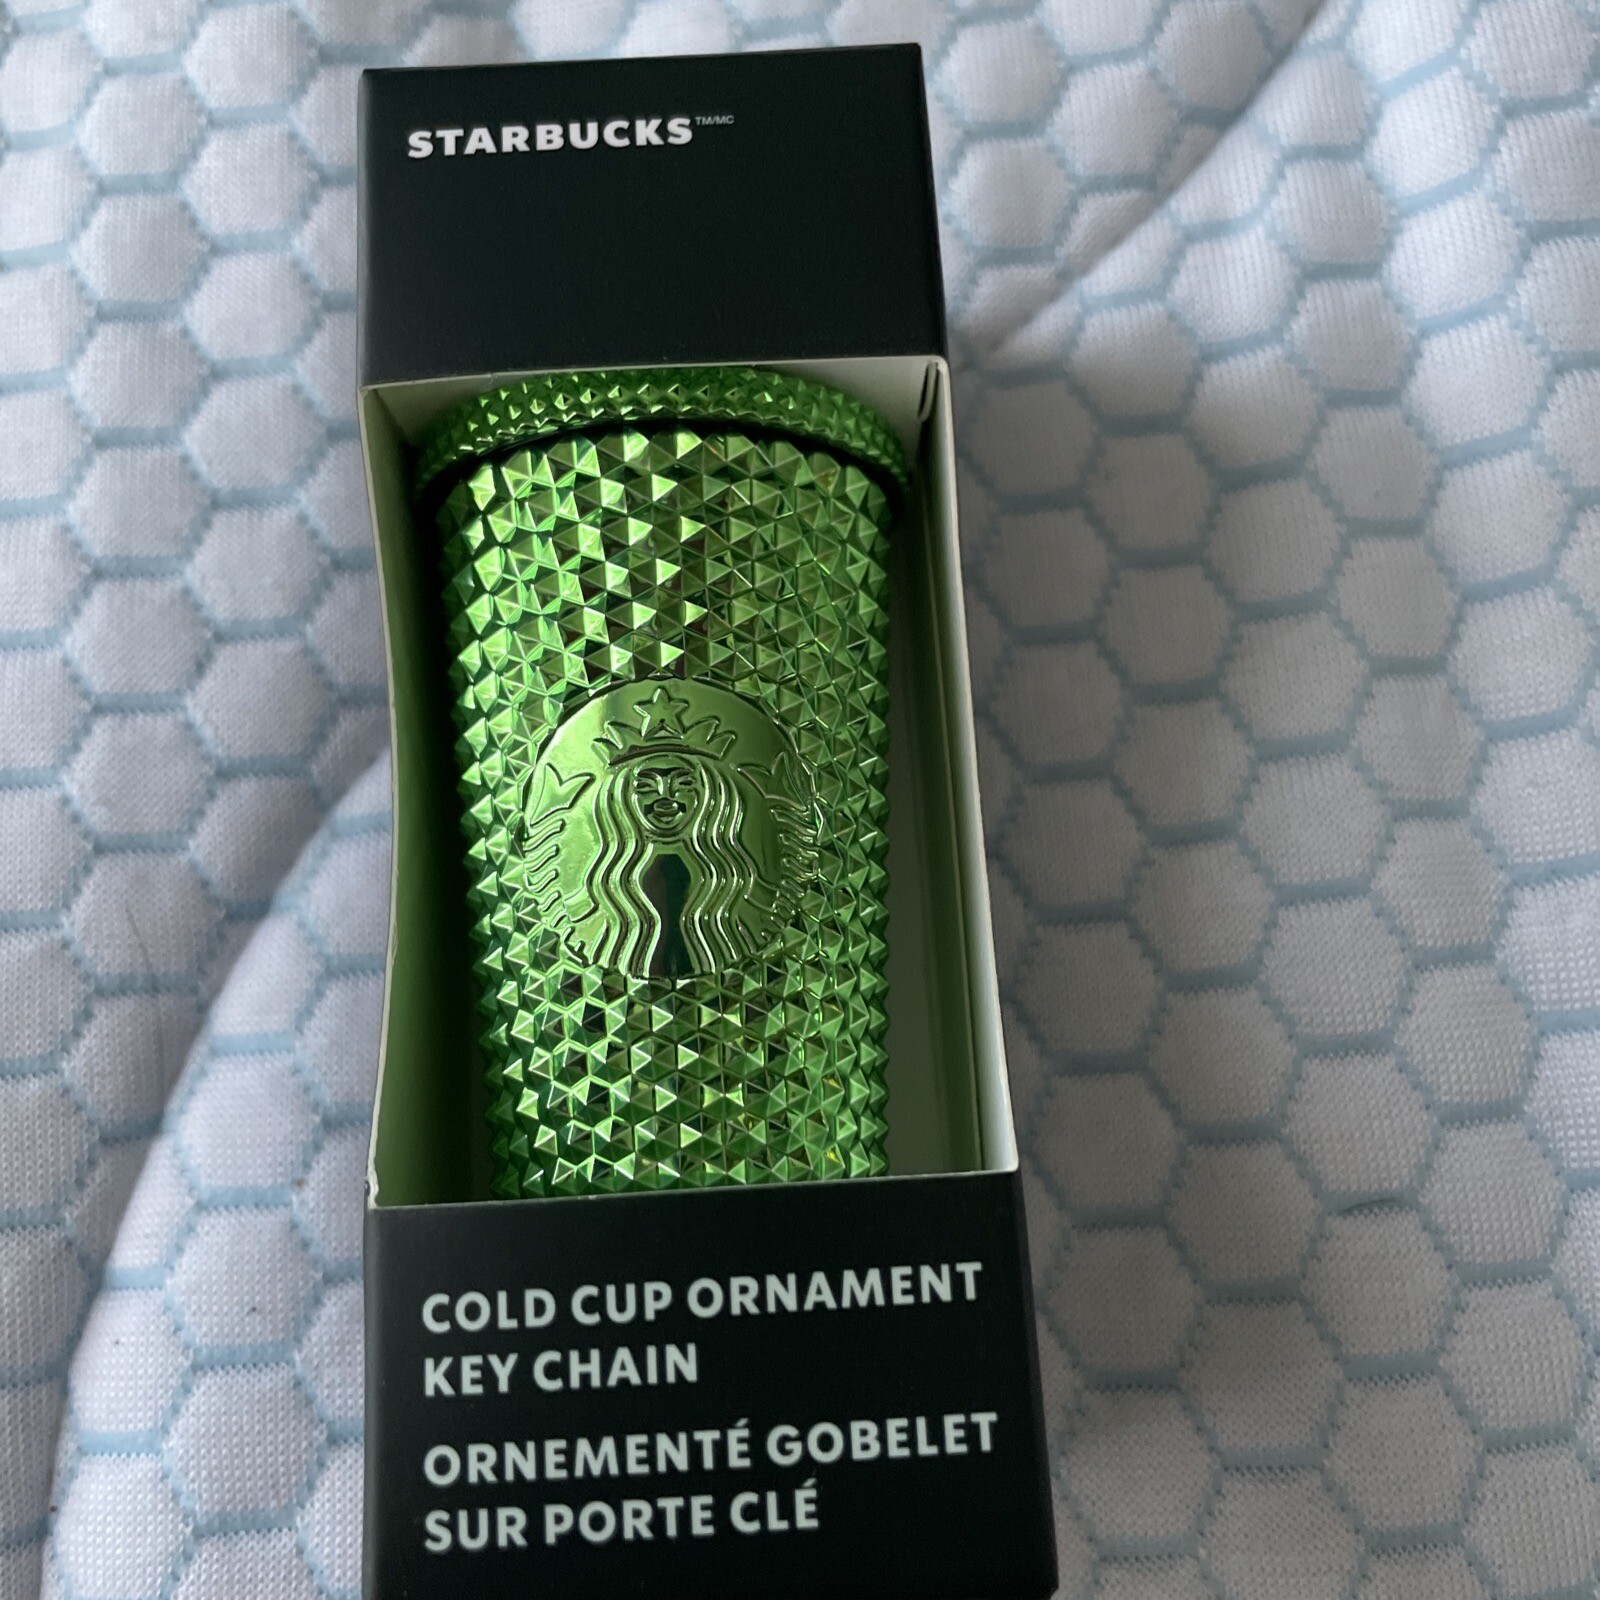 STARBUCKS™/MC
COLD CUP ORNAMENT
KEY CHAIN
ORNEMENTÉ GOBELET
SUR PORTE CLÉ